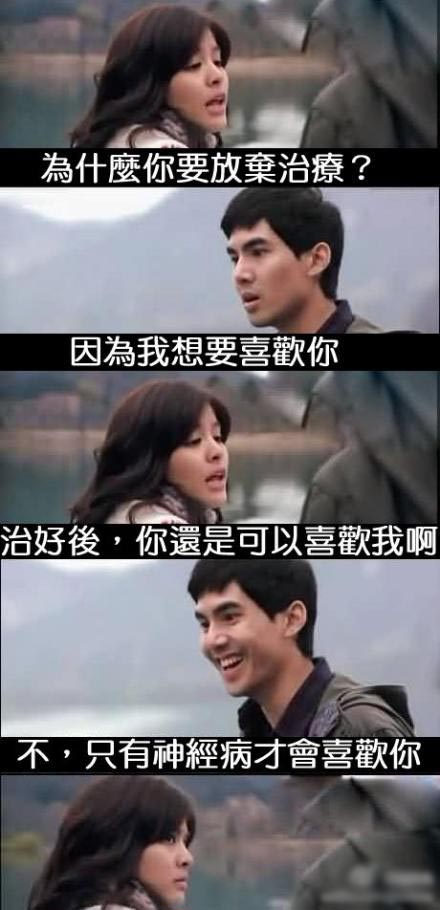 為什麼你要放棄治療？
因為我想要喜歡你
治好後，你還是可以喜歡我啊
不，只有神經病才會喜歡你